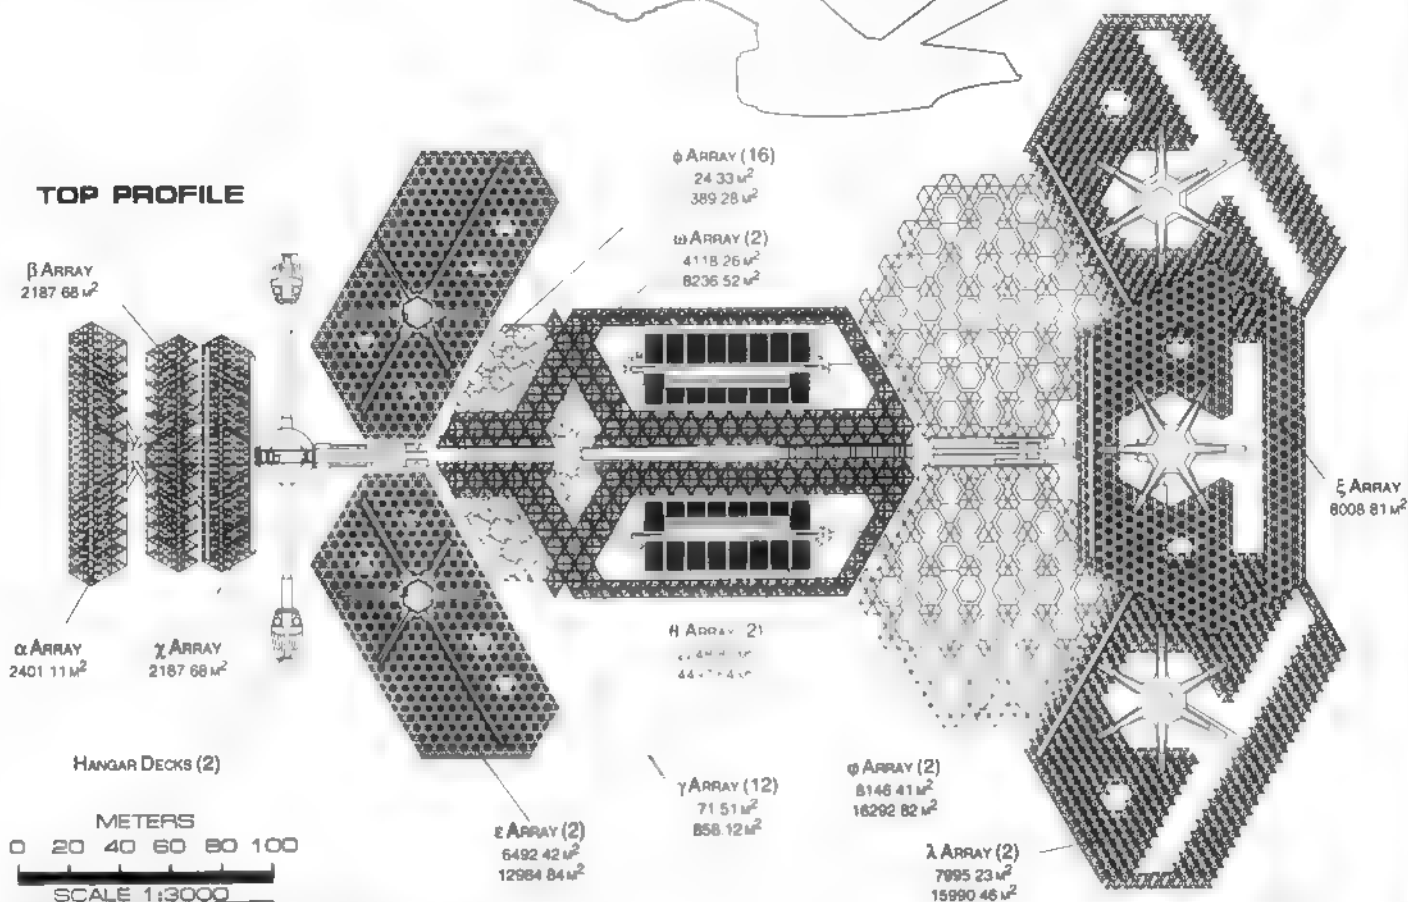 TOP PROFILE
β ARRAY
2187 68 M²
ϕ ARRAY (16)
24 33 M²
389 28 M²
ω ARRAY (2)
4118 26 M²
8236 52 M²
ξ ARRAY
8008 81 M²
α ARRAY
2401 11 M²
χ ARRAY
2187 68 M²
θ ARRAY 2)
HANGAR DECKS (2)
γ ARRAY (12)
71 51 M²
858 12 M²
φ ARRAY (2)
8146 41 M²
16292 82 M²
ε ARRAY (2)
6492 42 M²
12984 84 M²
λ ARRAY (2)
7995 23 M²
15990 46 M²
METERS
0 20 40 60 80 100
SCALE 1:3000